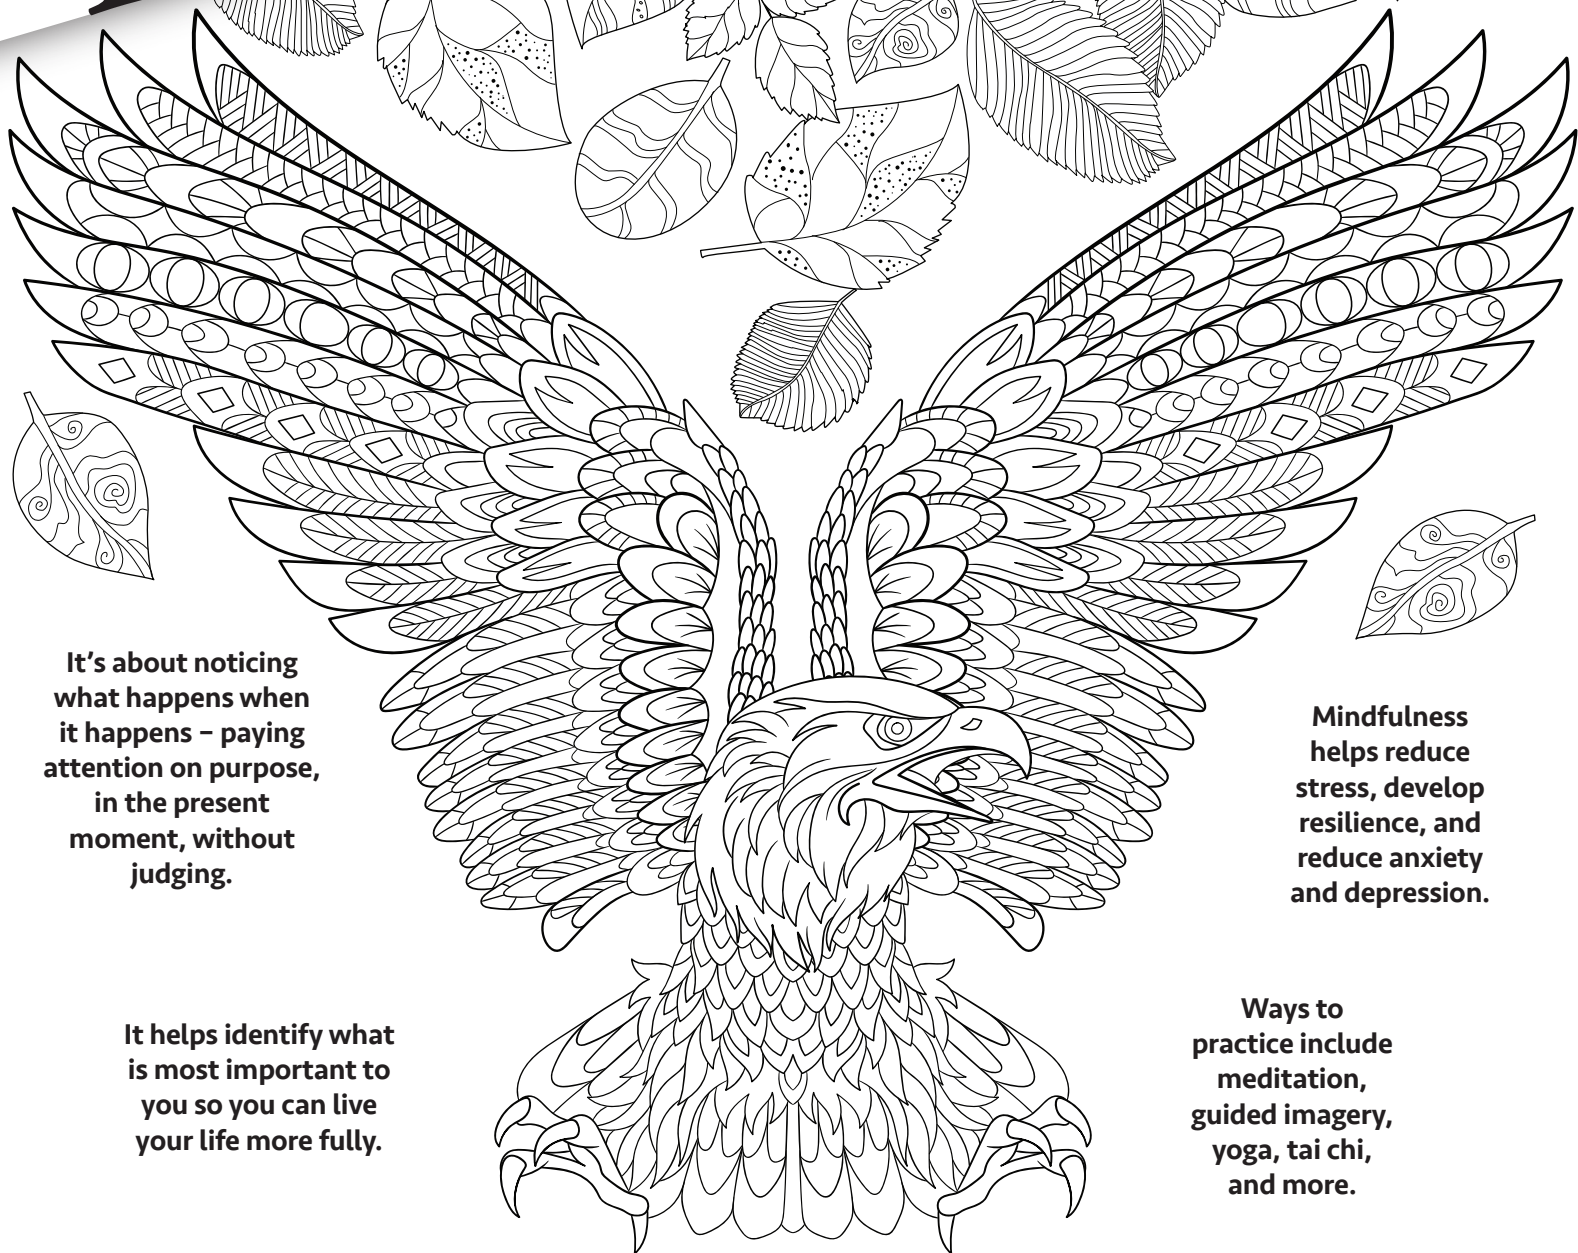 It’s about noticing
what happens when
it happens – paying
attention on purpose,
in the present
moment, without
judging.
Mindfulness
helps reduce
stress, develop
resilience, and
reduce anxiety
and depression.
It helps identify what
is most important to
you so you can live
your life more fully.
Ways to
practice include
meditation,
guided imagery,
yoga, tai chi,
and more.